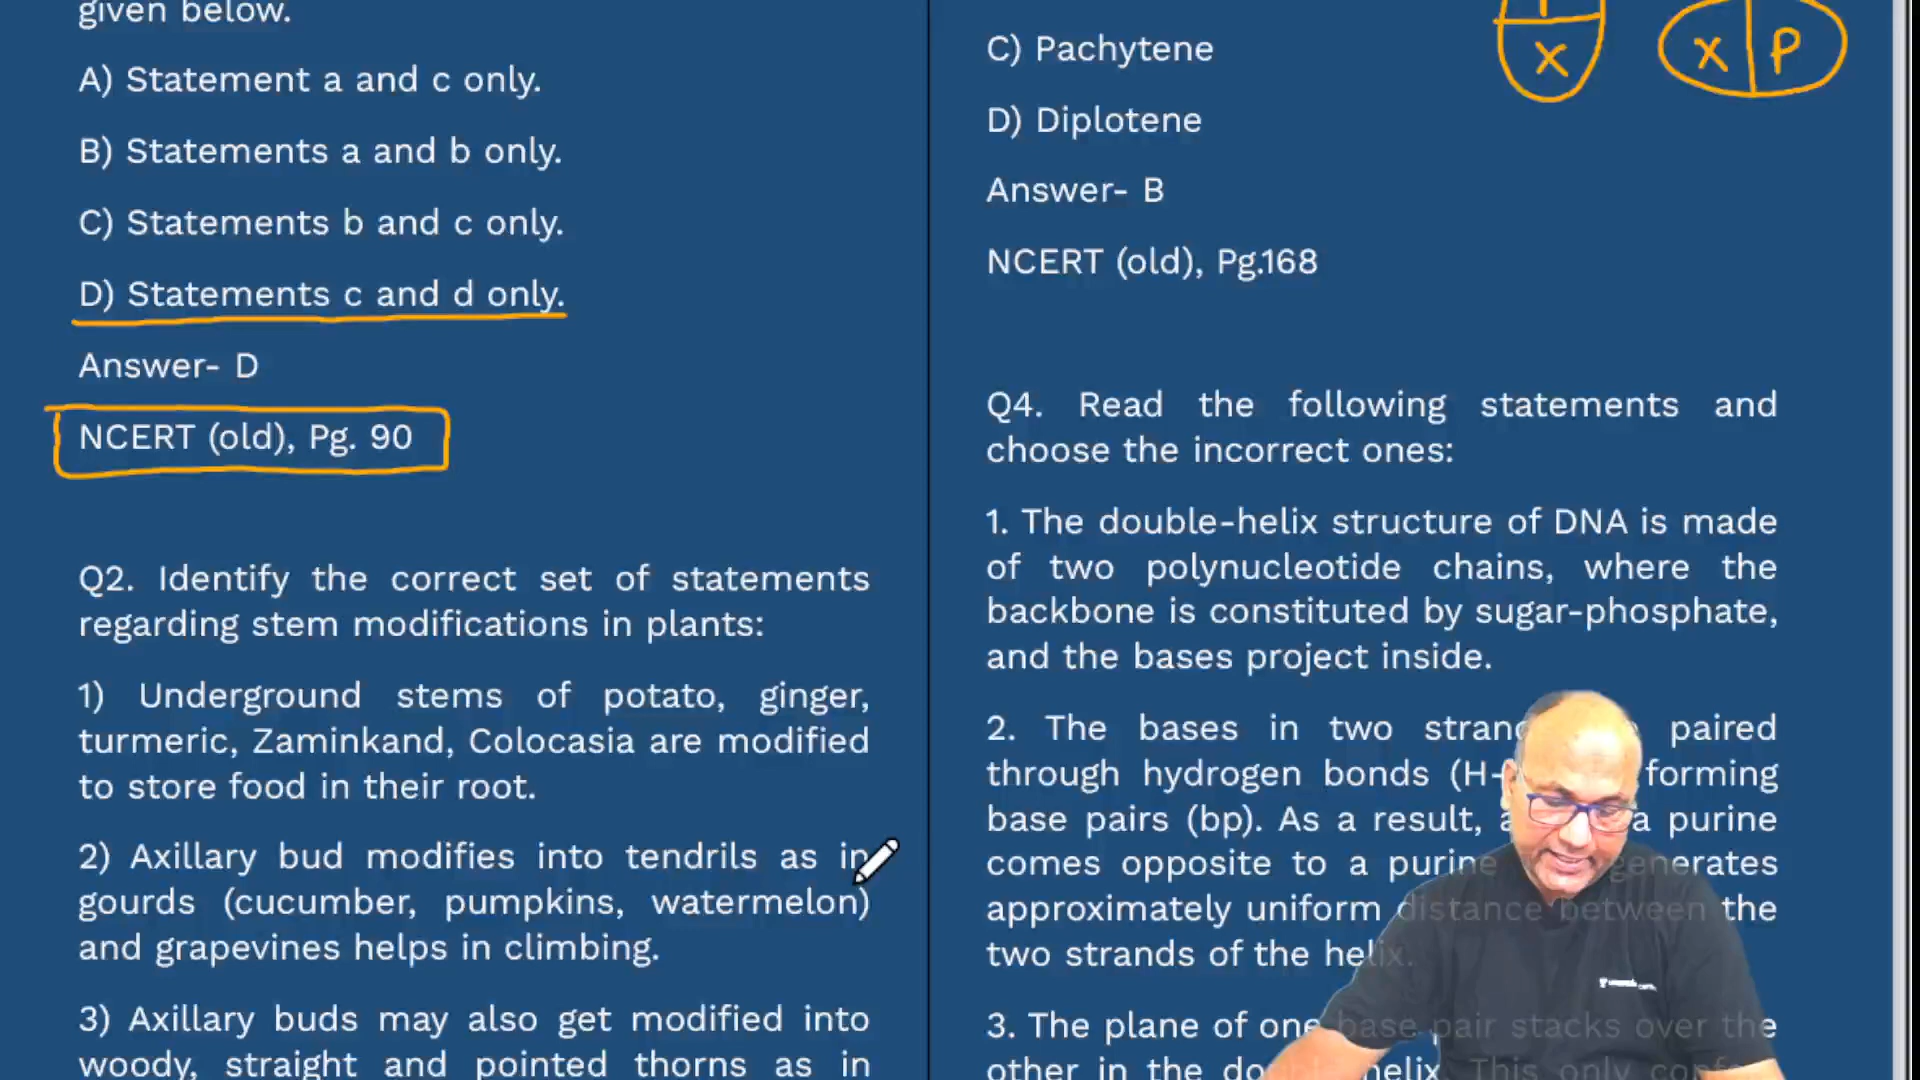 given below.
A) Statement a and c only.
B) Statements a and b only.
C) Statements b and c only.
D) Statements c and d only.
Answer- D
NCERT (old), Pg. 90
Q2. Identify the correct set of statements
regarding stem modifications in plants:
1) Underground stems of potato, ginger,
turmeric, Zaminkand, Colocasia are modified
to store food in their root.
2) Axillary bud modifies into tendrils as in
gourds (cucumber, pumpkins, watermelon)
and grapevines helps in climbing.
3) Axillary buds may also get modified into
woody, straight and pointed thorns as in
X
X P
C) Pachytene
D) Diplotene
Answer- B
NCERT (old), Pg.168
Q4. Read the following statements and
choose the incorrect ones:
1. The double-helix structure of DNA is made
of two polynucleotide chains, where the
backbone is constituted by sugar-phosphate,
and the bases project inside.
2. The bases in two paired
through hydrogen bonds forming
base pairs (bp). As a result, a purine
comes opposite to a purine generates
approximately uniform distance between the
two strands of the helix.
3. The plane of one base pair stacks over the
other in the helix. This only